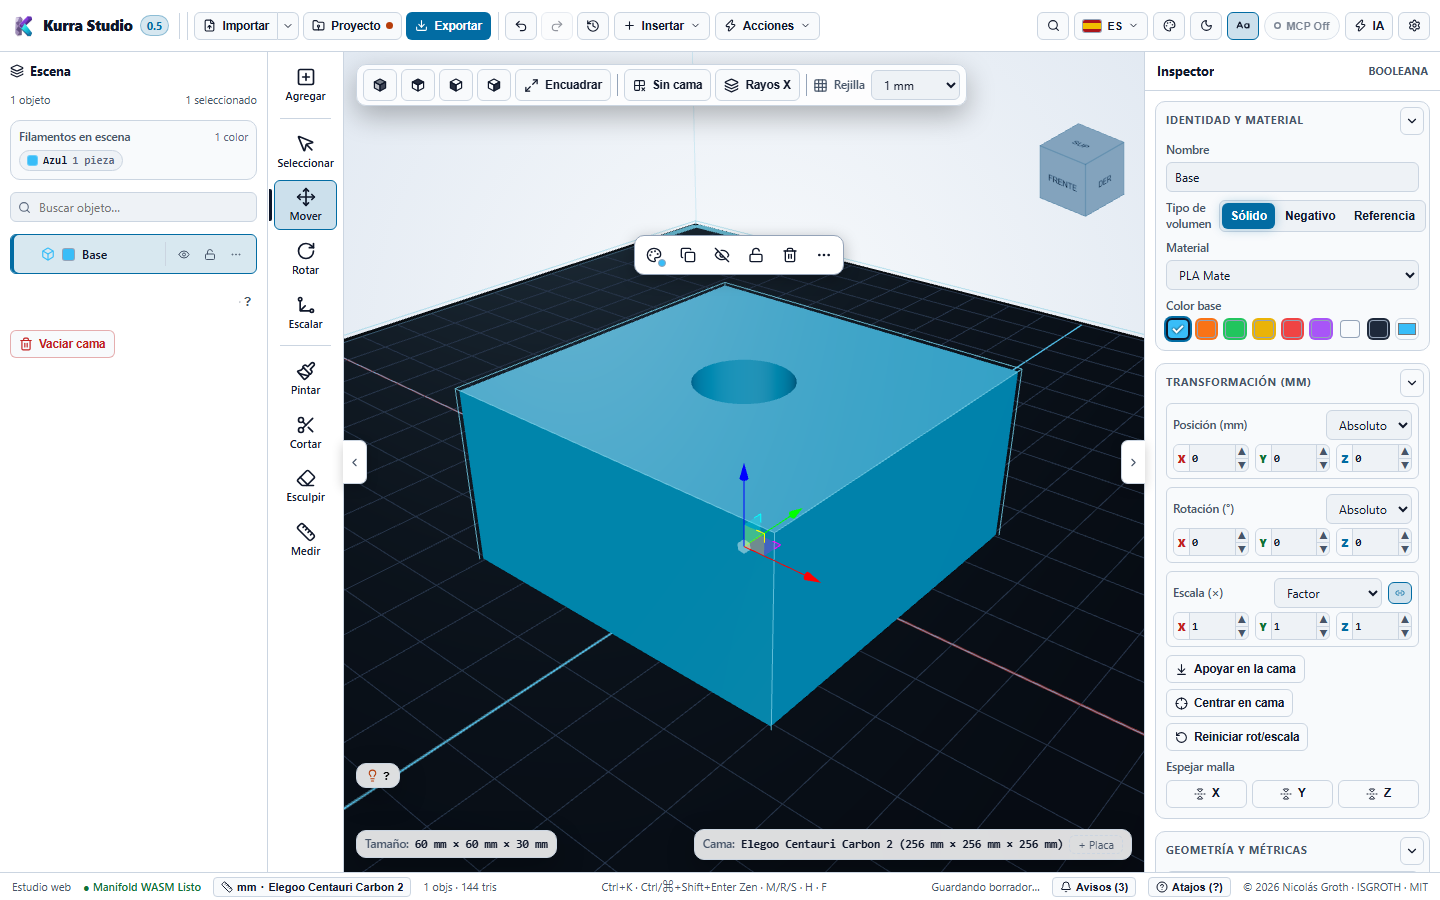 Kurra Studio 0.5 Importar Proyecto Exportar Insertar Acciones ES Aa MCP Off IA
Escena
1 objeto 1 seleccionado
Filamentos en escena 1 color
Azul 1 pieza
Buscar objeto...
Base
?
Vaciar cama
Agregar
Seleccionar
Mover
Rotar
Escalar
Pintar
Cortar
Esculpir
Medir
Encuadrar Sin cama Rayos X Rejilla 1 mm
SUP
FRENTE DER
?
Tamaño: 60 mm × 60 mm × 30 mm
Cama: Elegoo Centauri Carbon 2 (256 mm × 256 mm × 256 mm) + Placa
Inspector BOOLEANA
IDENTIDAD Y MATERIAL
Nombre
Base
Tipo de volumen Sólido Negativo Referencia
Material
PLA Mate
Color base
TRANSFORMACIÓN (MM)
Posición (mm) Absoluto
X 0 Y 0 Z 0
Rotación (°) Absoluto
X 0 Y 0 Z 0
Escala (×) Factor
X 1 Y 1 Z 1
Apoyar en la cama
Centrar en cama
Reiniciar rot/escala
Espejar malla
X Y Z
GEOMETRÍA Y MÉTRICAS
Estudio web Manifold WASM Listo mm · Elegoo Centauri Carbon 2 1 objs · 144 tris Ctrl+K · Ctrl/⌘+Shift+Enter Zen · M/R/S · H · F Guardando borrador... Avisos (3) Atajos (?) © 2026 Nicolás Groth · ISGROTH · MIT